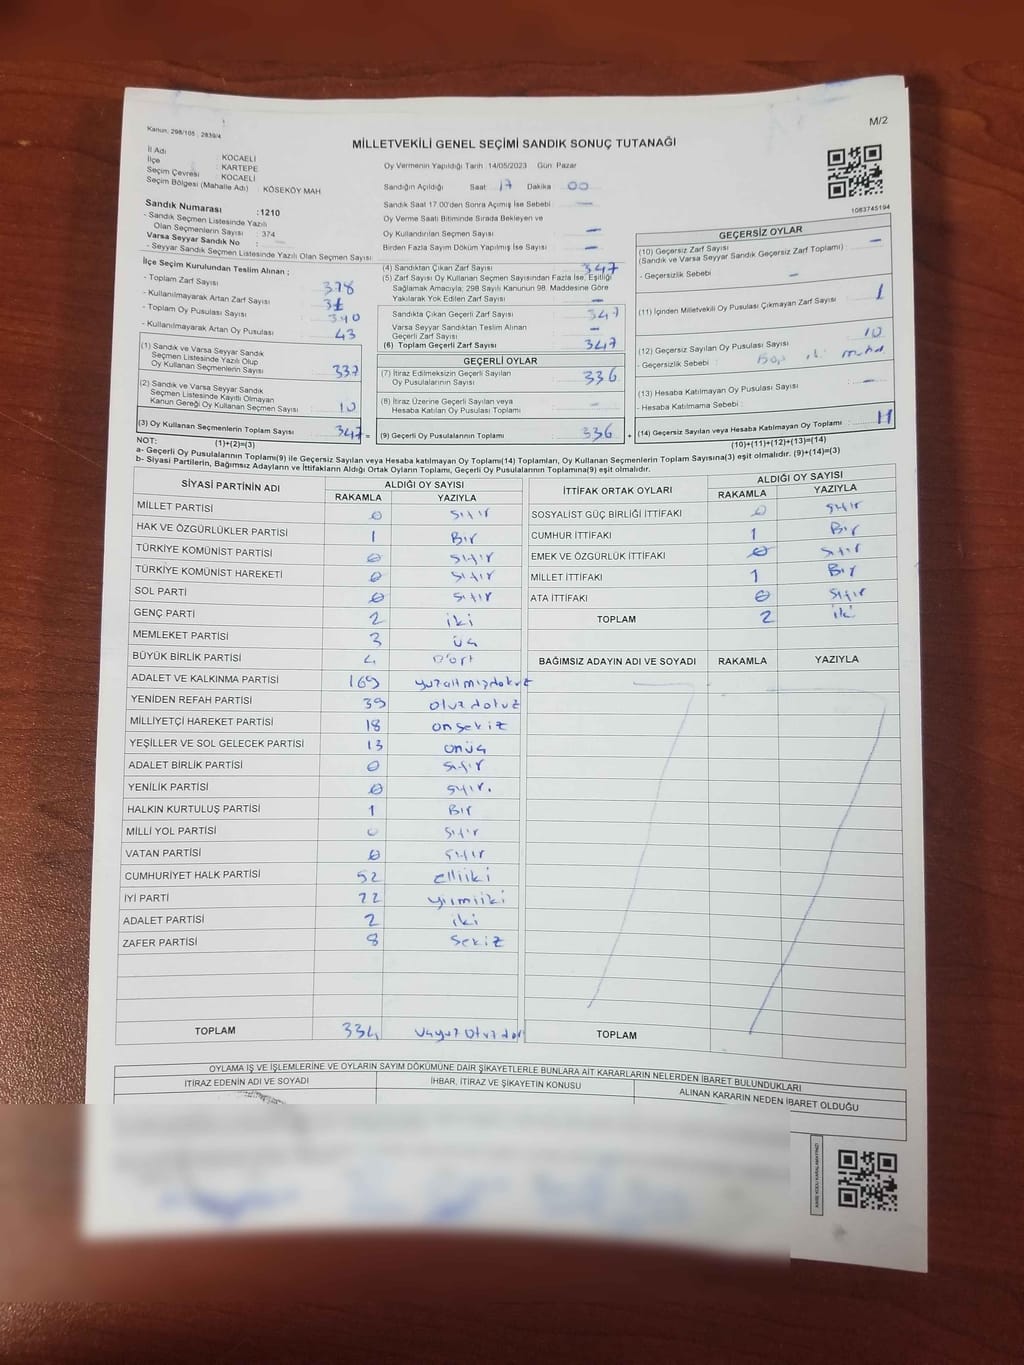 Kanun, 298/105 ; 2839/4
M/2
MİLLETVEKİLİ GENEL SEÇİMİ SANDIK SONUÇ TUTANAĞI
İl Adı : KOCAELİ
İlçe : KARTEPE
Seçim Çevresi : KOCAELİ
Seçim Bölgesi (Mahalle Adı) : KÖSEKÖY MAH
Oy Vermenin Yapıldığı Tarih :14/05/2023 Gün :Pazar
Sandığın Açıldığı Saat 17 Dakika 00
Sandık Saat 17.00'den Sonra Açımış İse Sebebi : —
Oy Verme Saati Bitiminde Sırada Bekleyen ve
Oy Kullandırılan Seçmen Sayısı —
Birden Fazla Sayım Döküm Yapılmış İse Sayısı —
1083745194
Sandık Numarası :1210
- Sandık Seçmen Listesinde Yazılı
Olan Seçmenlerin Sayısı : 374
Varsa Seyyar Sandık No : —
- Seyyar Sandık Seçmen Listesinde Yazılı Olan Seçmen Sayısı :
İlçe Seçim Kurulundan Teslim Alınan ;
- Toplam Zarf Sayısı 378
- Kullanılmayarak Artan Zarf Sayısı 31
- Toplam Oy Pusulası Sayısı 390
- Kullanılmayarak Artan Oy Pusulası 43
(1) Sandık ve Varsa Seyyar Sandık
Seçmen Listesinde Yazılı Olup
Oy Kullanan Seçmenlerin Sayısı 337
(2) Sandık ve Varsa Seyyar Sandık
Seçmen Listesinde Kayıtlı Olmayan
Kanun Gereği Oy Kullanan Seçmen Sayısı 10
(3) Oy Kullanan Seçmenlerin Toplam Sayısı 347 =
(4) Sandıktan Çıkan Zarf Sayısı 347
(5) Zarf Sayısı Oy Kullanan Seçmen Sayısından Fazla İse, Eşitliği
Sağlamak Amacıyla; 298 Sayılı Kanunun 98. Maddesine Göre
Yakılarak Yok Edilen Zarf Sayısı : —
Sandıkta Çıkan Geçerli Zarf Sayısı 347
Varsa Seyyar Sandıktan Teslim Alınan
Geçerli Zarf Sayısı —
(6) Toplam Geçerli Zarf Sayısı 347
GEÇERLİ OYLAR
(7) İtiraz Edilmeksizin Geçerli Sayılan
Oy Pusulalarının Sayısı 336
(8) İtiraz Üzerine Geçerli Sayılan veya
Hesaba Katılan Oy Pusulası Toplamı -
(9) Geçerli Oy Pusulalarının Toplamı 336 +
GEÇERSİZ OYLAR
(10) Geçersiz Zarf Sayısı —
(Sandık ve Varsa Seyyar Sandık Geçersiz Zarf Toplamı)
- Geçersizlik Sebebi : —
(11) İçinden Milletvekili Oy Pusulası Çıkmayan Zarf Sayısı 1
(12) Geçersiz Sayılan Oy Pusulası Sayısı 10
- Geçersizlik Sebebi :
(13) Hesaba Katılmayan Oy Pusulası Sayısı —
- Hesaba Katılmama Sebebi :
(14) Geçersiz Sayılan veya Hesaba Katılmayan Oy Toplamı 11
NOT: (1)+(2)=(3) (10)+(11)+(12)+(13)=(14)
a- Geçerli Oy Pusulalarının Toplamı(9) ile Geçersiz Sayılan veya Hesaba katılmayan Oy Toplamı(14) Toplamları, Oy Kullanan Seçmenlerin Toplam Sayısına(3) eşit olmalıdır. (9)+(14)=(3)
b- Siyasi Partilerin, Bağımsız Adayların ve İttifakların Aldığı Ortak Oyların Toplamı, Geçerli Oy Pusulalarının Toplamına(9) eşit olmalıdır.
SİYASİ PARTİNİN ADI ALDIĞI OY SAYISI
RAKAMLA YAZIYLA
MİLLET PARTİSİ 0 sıfır
HAK VE ÖZGÜRLÜKLER PARTİSİ 1 Bir
TÜRKİYE KOMÜNİST PARTİSİ 0 sıfır
TÜRKİYE KOMÜNİST HAREKETİ 0 sıfır
SOL PARTİ 0 sıfır
GENÇ PARTİ 2 iki
MEMLEKET PARTİSİ 3 üç
BÜYÜK BİRLİK PARTİSİ 4 Dört
ADALET VE KALKINMA PARTİSİ 169 yüzaltmışdokuz
YENİDEN REFAH PARTİSİ 39 otuzdokuz
MİLLİYETÇİ HAREKET PARTİSİ 18 onsekiz
YEŞİLLER VE SOL GELECEK PARTİSİ 13 onüç
ADALET BİRLİK PARTİSİ 0 sıfır
YENİLİK PARTİSİ 0 sıfır.
HALKIN KURTULUŞ PARTİSİ 1 Bir
MİLLİ YOL PARTİSİ 0 sıfır
VATAN PARTİSİ 0 sıfır
CUMHURİYET HALK PARTİSİ 52 elliiki
İYİ PARTİ 22 yirmiiki
ADALET PARTİSİ 2 iki
ZAFER PARTİSİ 8 sekiz
TOPLAM 334 üçyüzotuzdör
İTTİFAK ORTAK OYLARI ALDIĞI OY SAYISI
RAKAMLA YAZIYLA
SOSYALİST GÜÇ BİRLİĞİ İTTİFAKI 0 sıfır
CUMHUR İTTİFAKI 1 Bir
EMEK VE ÖZGÜRLÜK İTTİFAKI 0 sıfır
MİLLET İTTİFAKI 1 Bir
ATA İTTİFAKI 0 sıfır
TOPLAM 2 iki
BAĞIMSIZ ADAYIN ADI VE SOYADI RAKAMLA YAZIYLA
TOPLAM
OYLAMA İŞ VE İŞLEMLERİNE VE OYLARIN SAYIM DÖKÜMÜNE DAİR ŞİKAYETLERLE BUNLARA AİT KARARLARIN NELERDEN İBARET BULUNDUKLARI
İTİRAZ EDENİN ADI VE SOYADI İHBAR, İTİRAZ VE ŞİKAYETİN KONUSU ALINAN KARARIN NEDEN İBARET OLDUĞU